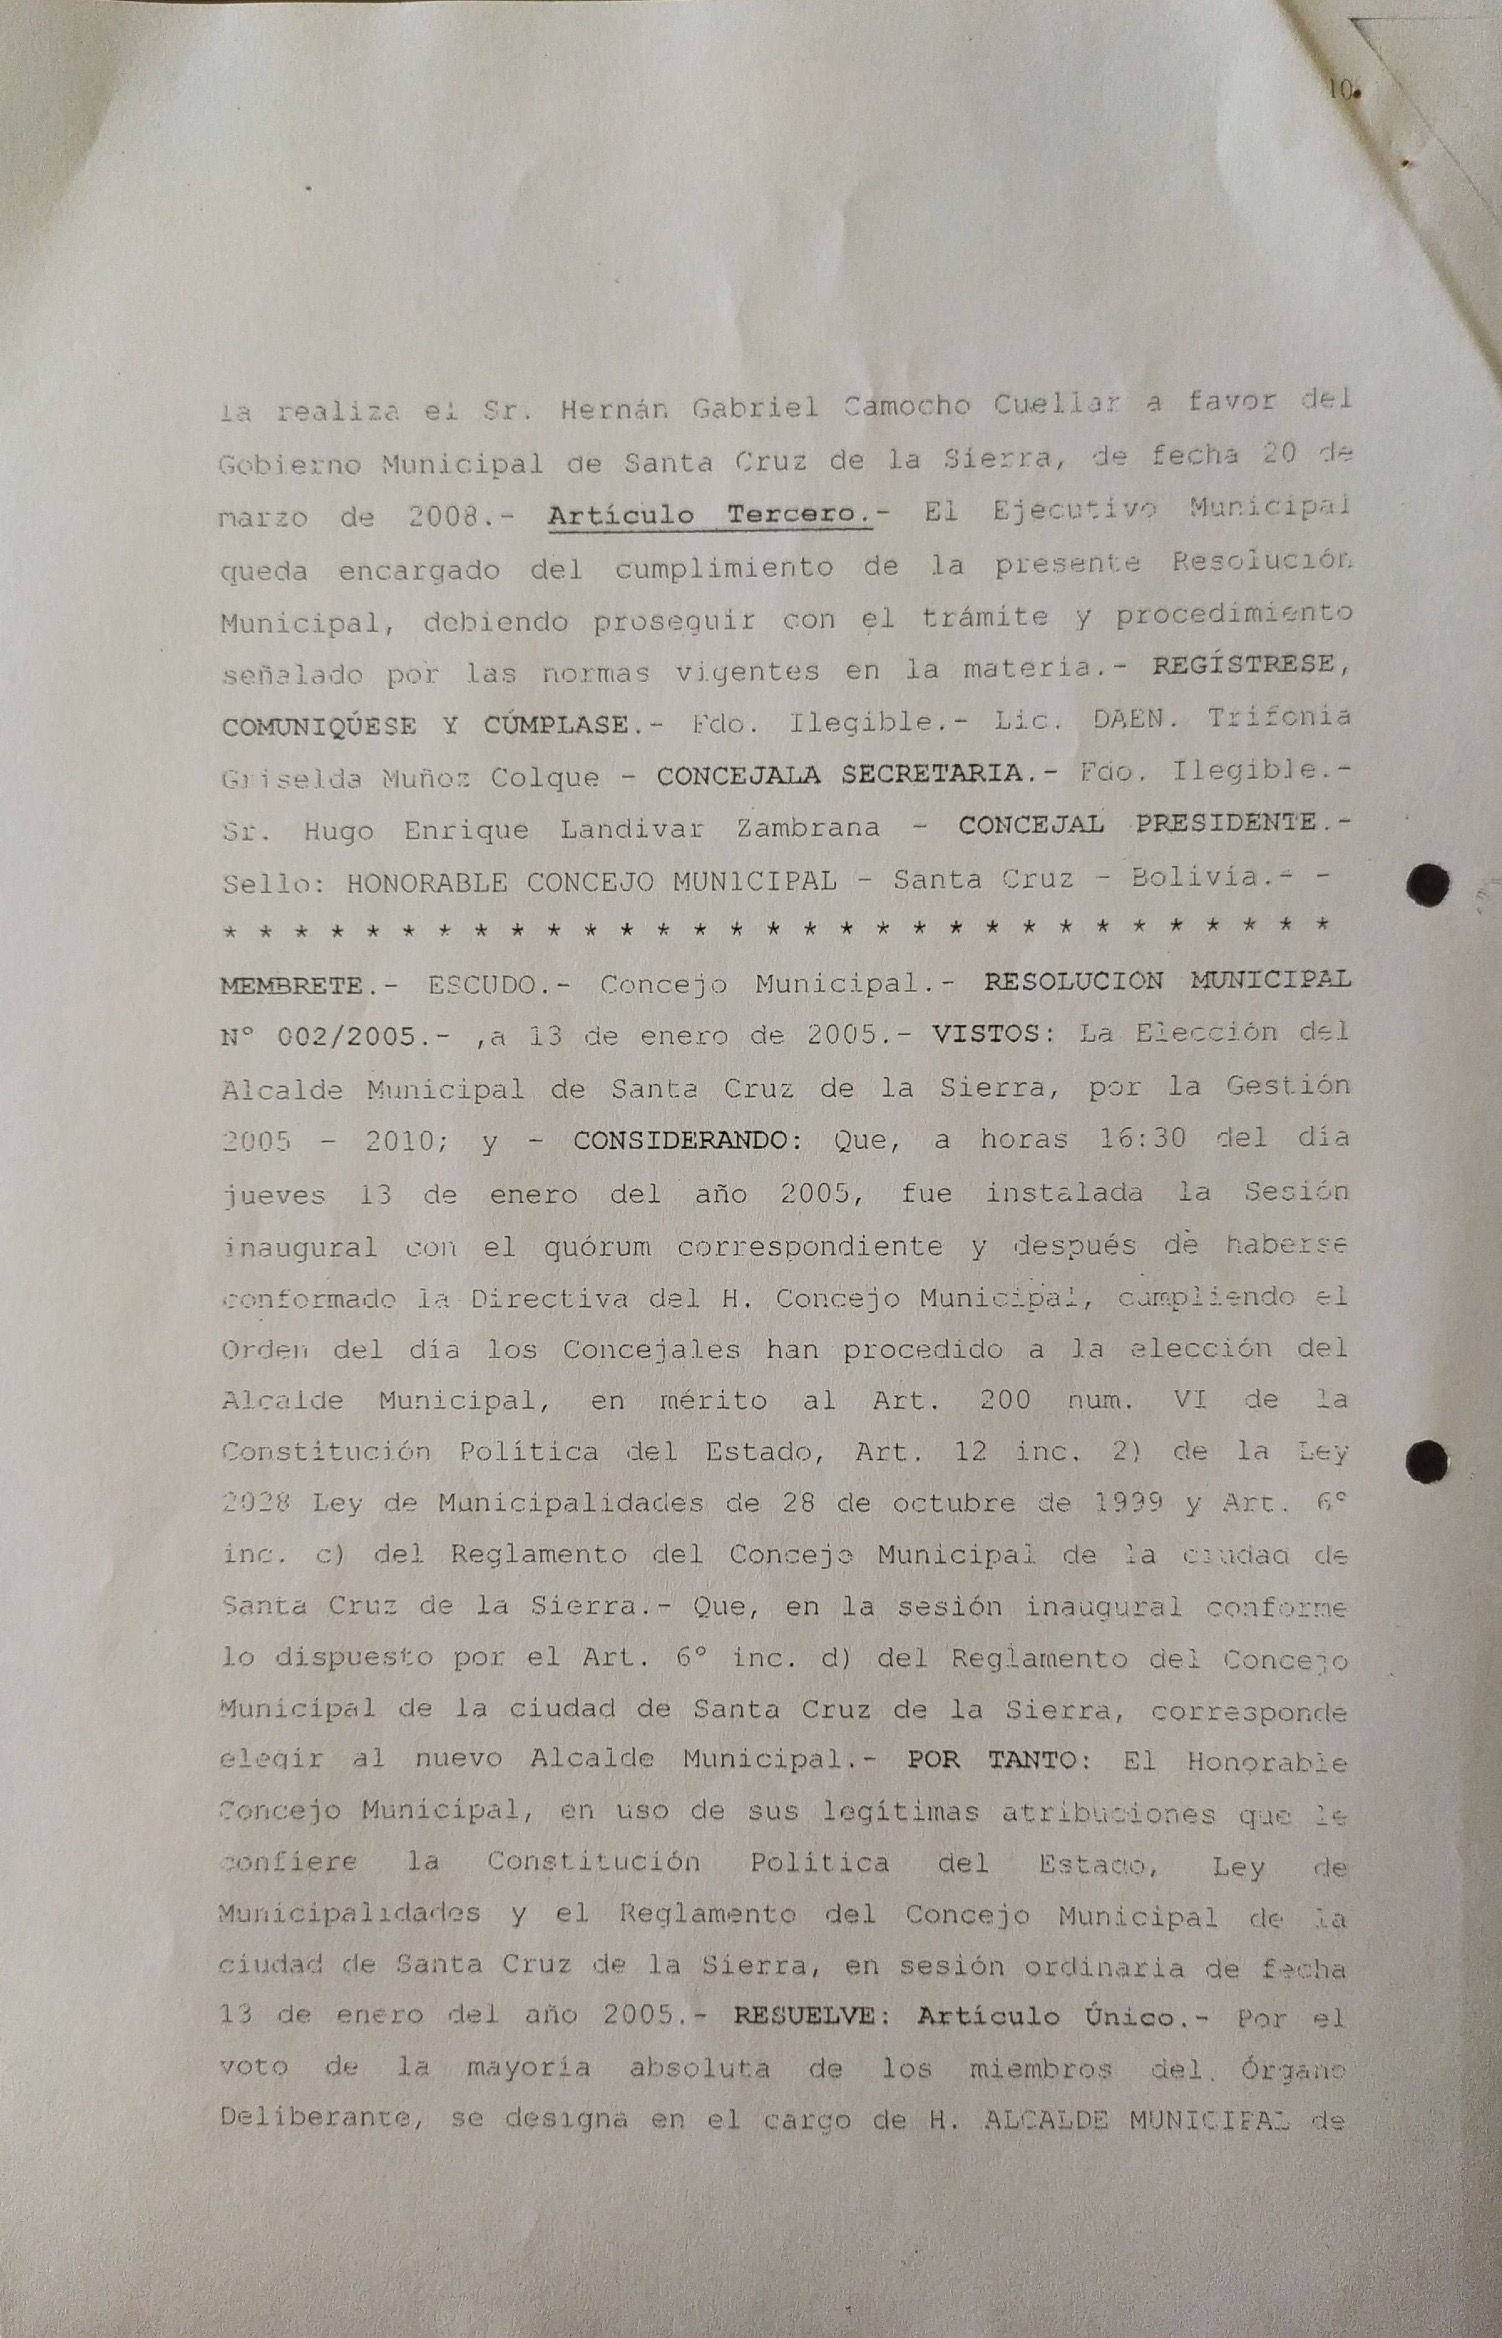 10.
la realiza el Sr. Hernán Gabriel Camocho Cuellar a favor del
Gobierno Municipal de Santa Cruz de la Sierra, de fecha 20 de
marzo de 2008.- Artículo Tercero.- El Ejecutivo Municipal
queda encargado del cumplimiento de la presente Resolución
Municipal, debiendo proseguir con el trámite y procedimiento
señalado por las normas vigentes en la materia.- REGÍSTRESE,
COMUNIQÚESE Y CÚMPLASE.- Fdo. Ilegible.- Lic. DAEN. Trifonia
Griselda Muñoz Colque - CONCEJALA SECRETARIA.- Fdo. Ilegible.-
Sr. Hugo Enrique Landivar Zambrana - CONCEJAL PRESIDENTE.-
Sello: HONORABLE CONCEJO MUNICIPAL - Santa Cruz - Bolivia.- -
* * * * * * * * * * * * * * * * * * * * * * * * * * * * * * *
MEMBRETE.- ESCUDO.- Concejo Municipal.- RESOLUCION MUNICIPAL
N° 002/2005.- ,a 13 de enero de 2005.- VISTOS: La Elección del
Alcalde Municipal de Santa Cruz de la Sierra, por la Gestión
2005 - 2010; y - CONSIDERANDO: Que, a horas 16:30 del día
jueves 13 de enero del año 2005, fue instalada la Sesión
inaugural con el quórum correspondiente y después de haberse
conformado la Directiva del H. Concejo Municipal, cumpliendo el
Orden del día los Concejales han procedido a la elección del
Alcalde Municipal, en mérito al Art. 200 num. VI de la
Constitución Política del Estado, Art. 12 inc. 2) de la Ley
2028 Ley de Municipalidades de 28 de octubre de 1999 y Art. 6°
inc. c) del Reglamento del Concejo Municipal de la ciudad de
Santa Cruz de la Sierra.- Que, en la sesión inaugural conforme
lo dispuesto por el Art. 6° inc. d) del Reglamento del Concejo
Municipal de la ciudad de Santa Cruz de la Sierra, corresponde
elegir al nuevo Alcalde Municipal.- POR TANTO: El Honorable
Concejo Municipal, en uso de sus legítimas atribuciones que le
confiere la Constitución Política del Estado, Ley de
Municipalidades y el Reglamento del Concejo Municipal de la
ciudad de Santa Cruz de la Sierra, en sesión ordinaria de fecha
13 de enero del año 2005.- RESUELVE: Artículo Único.- Por el
voto de la mayoría absoluta de los miembros del Órgano
Deliberante, se designa en el cargo de H. ALCALDE MUNICIPAL de